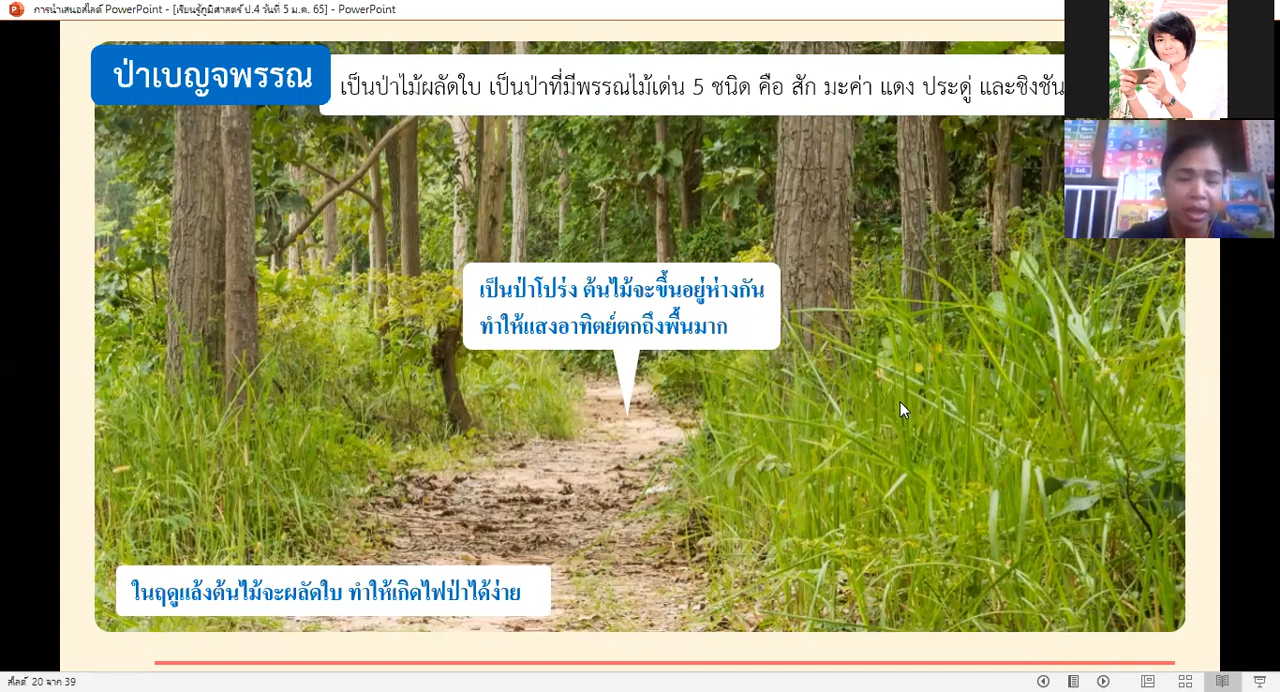 การนำเสนอสไลด์ PowerPoint - [เรียนรู้ภูมิศาสตร์ ป.4 วันที่ 5 ม.ค. 65] - PowerPoint
ป่าเบญจพรรณ
เป็นป่าไม้ผลัดใบ เป็นป่าที่มีพรรณไม้เด่น 5 ชนิด คือ สัก มะค่า แดง ประดู่ และชิงชัน
เป็นป่าโปร่ง ต้นไม้จะขึ้นอยู่ห่างกัน
ทำให้แสงอาทิตย์ตกถึงพื้นมาก
ในฤดูแล้งต้นไม้จะผลัดใบ ทำให้เกิดไฟป่าได้ง่าย
สไลด์ 20 จาก 39